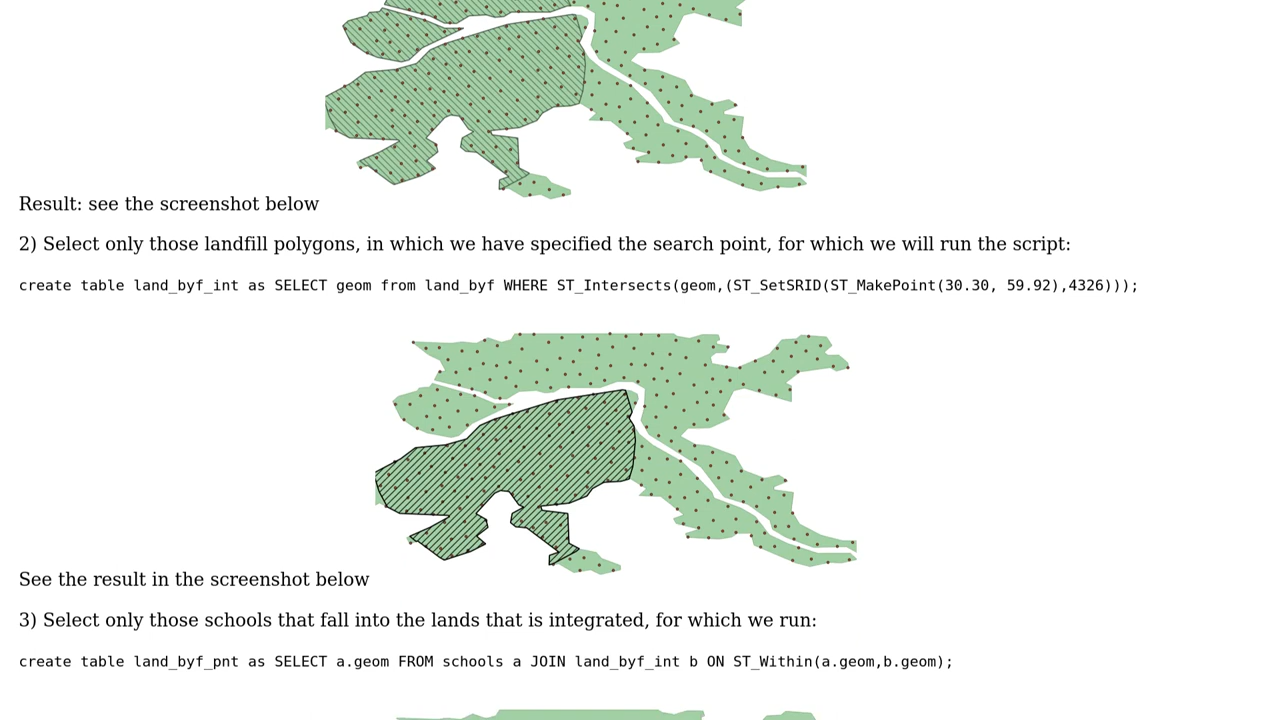 Result: see the screenshot below
2) Select only those landfill polygons, in which we have specified the search point, for which we will run the script:
create table land_byf_int as SELECT geom from land_byf WHERE ST_Intersects(geom,(ST_SetSRID(ST_MakePoint(30.30, 59.92),4326)));
See the result in the screenshot below
3) Select only those schools that fall into the lands that is integrated, for which we run:
create table land_byf_pnt as SELECT a.geom FROM schools a JOIN land_byf_int b ON ST_Within(a.geom,b.geom);